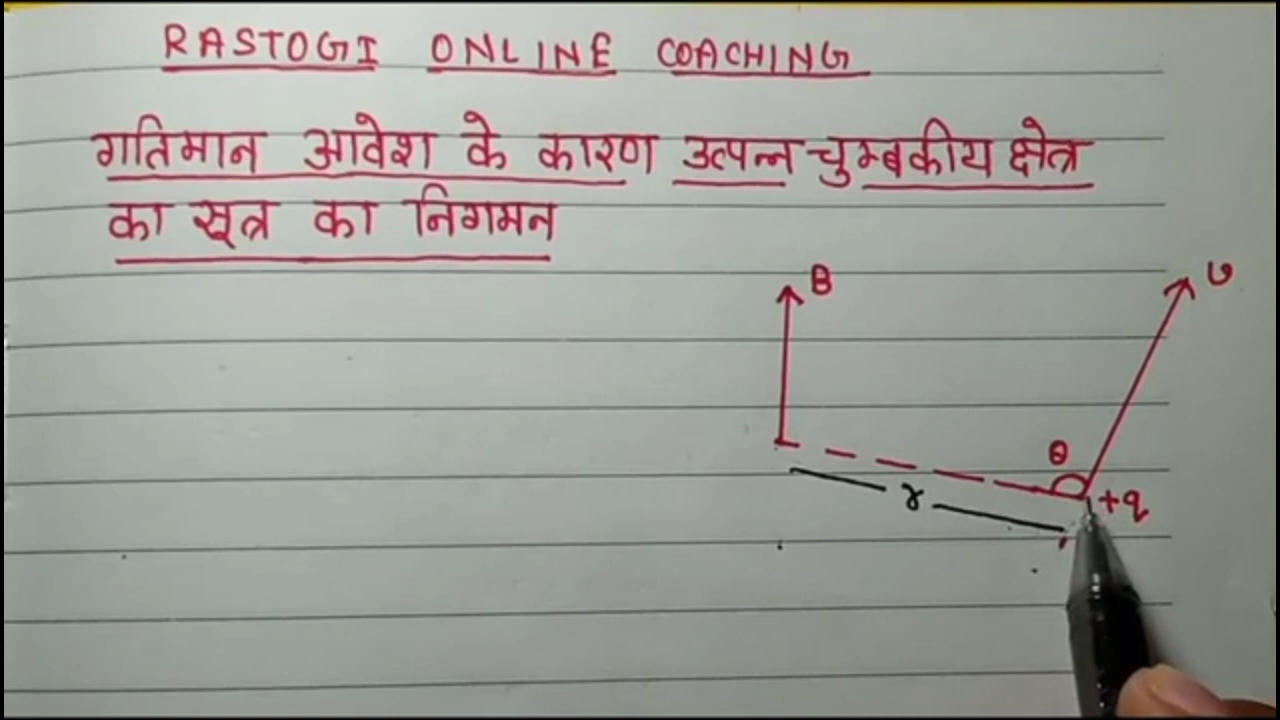 RASTOGI ONLINE COACHING
गतिमान आवेश के कारण उत्पन्न चुम्बकीय क्षेत्र
का सूत्र का निगमन
B
v
θ
+q
r